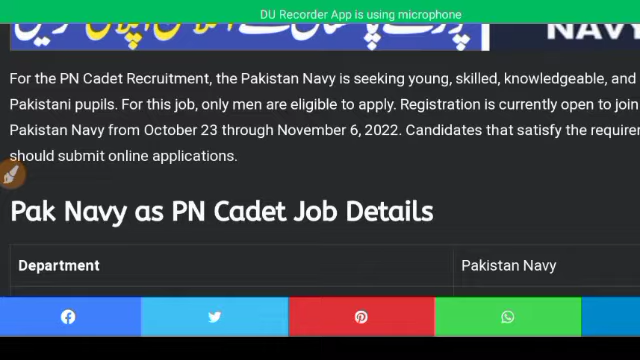 DU Recorder App is using microphone
NAVY
For the PN Cadet Recruitment, the Pakistan Navy is seeking young, skilled, knowledgeable, and
Pakistani pupils. For this job, only men are eligible to apply. Registration is currently open to join
Pakistan Navy from October 23 through November 6, 2022. Candidates that satisfy the
should submit online applications.
Pak Navy as PN Cadet Job Details
Department
Pakistan Navy